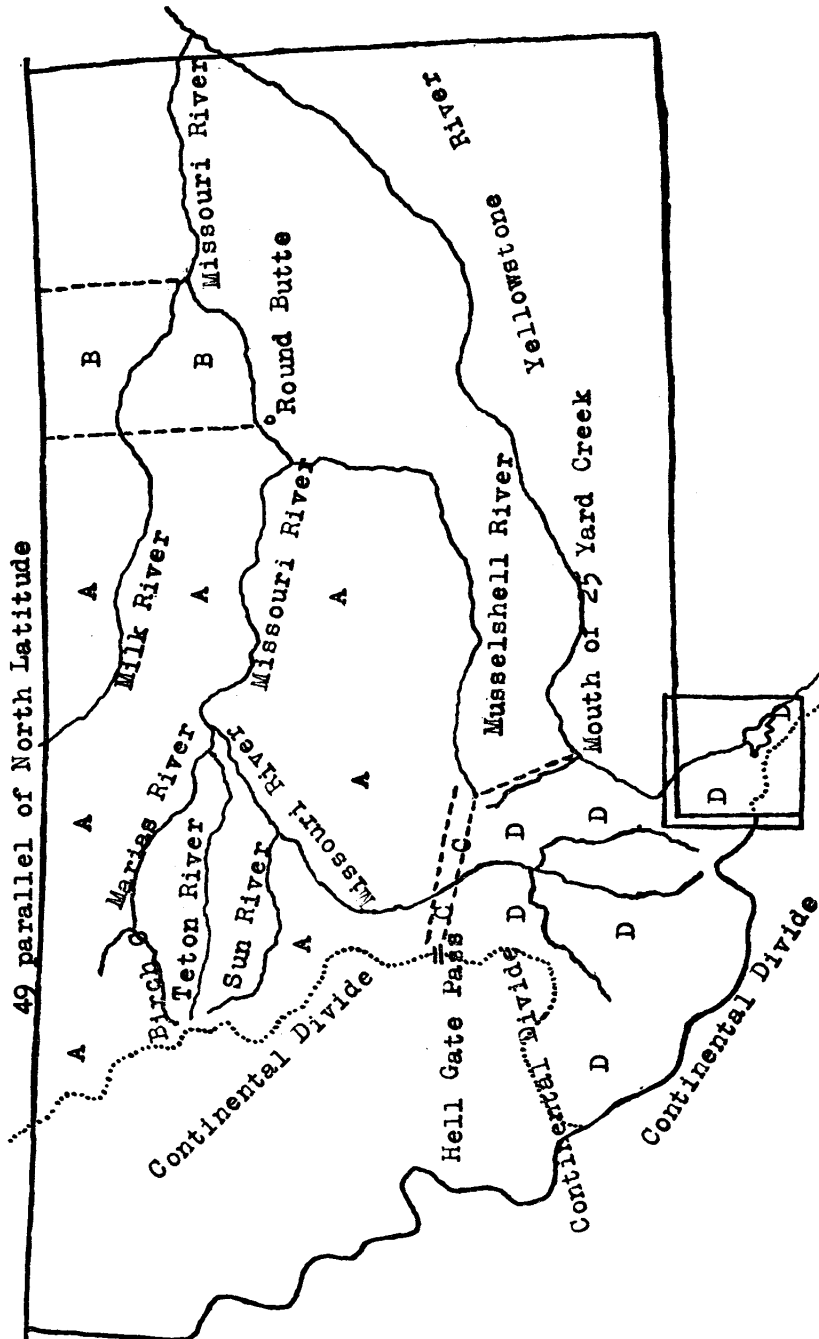 49 parallel of North Latitude
A
A
Marias River
Birch C
Teton River
Sun River
A
Milk River
A
A
B
B
Missouri River
Missouri River
Missouri River
A
A
Round Butte
Continental Divide
Hell Gate Pass
C
C
Musselshell River
Yellowstone River
Mouth of 25 Yard Creek
Continental Divide
D
D
D
D
D
D
D
Continental Divide